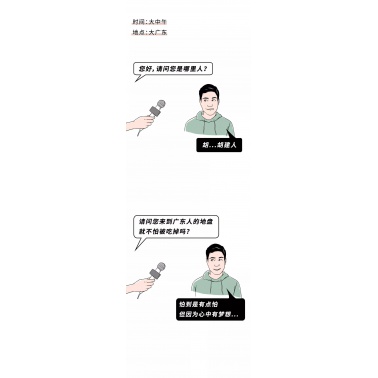 时间：大中午
地点：大广东
您好，请问您是哪里人？
胡...胡建人
请问您来到广东人的地盘
就不怕被吃掉吗？
怕到是有点怕
但因为心中有梦想...